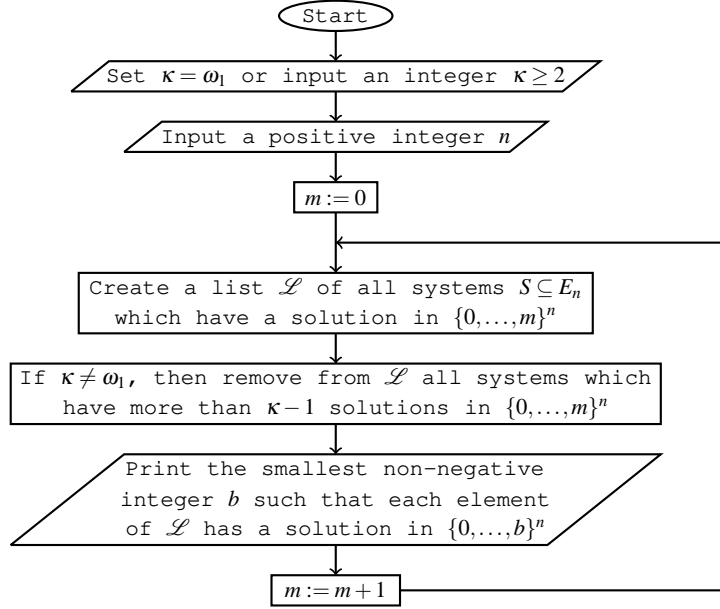 Start
Set κ = ω₁ or input an integer κ ≥ 2
Input a positive integer n
m := 0
Create a list ℒ of all systems S ⊆ Eₙ
which have a solution in {0,…,m}ⁿ
If κ ≠ ω₁, then remove from ℒ all systems which
have more than κ−1 solutions in {0,…,m}ⁿ
Print the smallest non-negative
integer b such that each element
of ℒ has a solution in {0,…,b}ⁿ
m := m+1